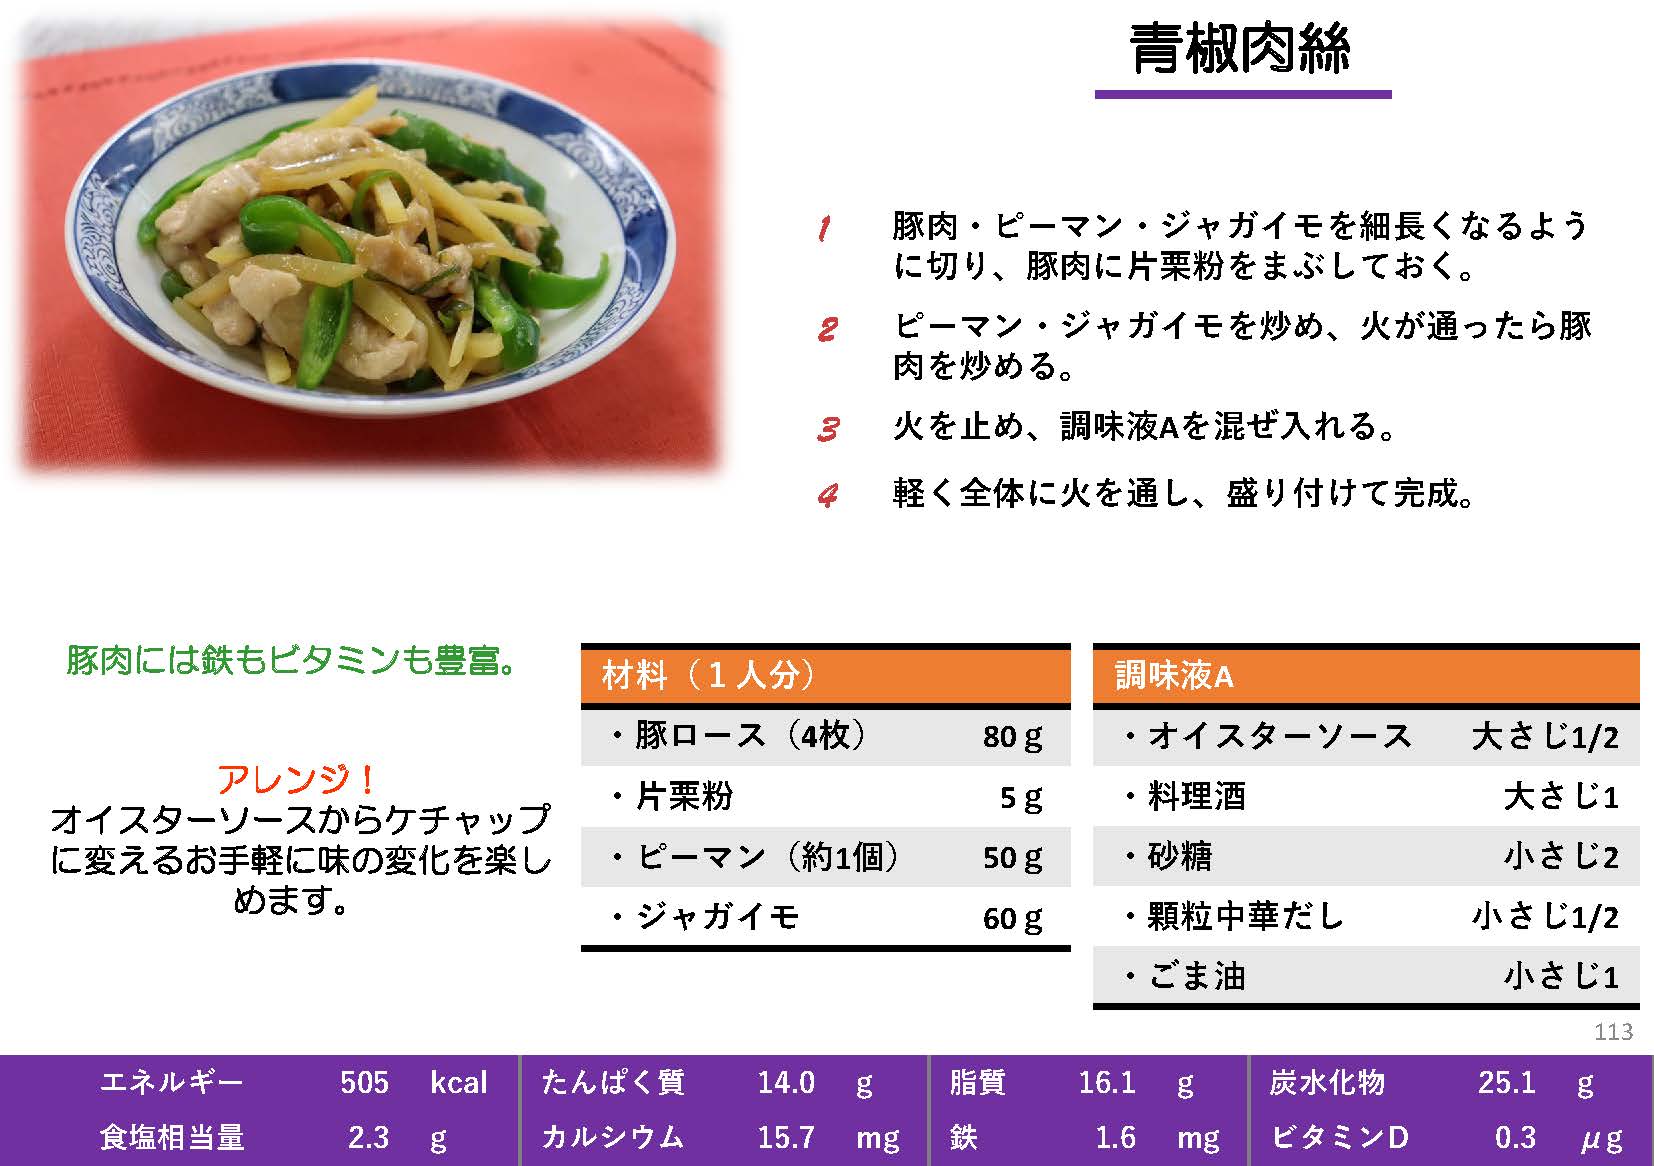 青椒肉絲
1 豚肉・ピーマン・ジャガイモを細長くなるよう
に切り、豚肉に片栗粉をまぶしておく。
2 ピーマン・ジャガイモを炒め、火が通ったら豚
肉を炒める。
3 火を止め、調味液Aを混ぜ入れる。
4 軽く全体に火を通し、盛り付けて完成。
豚肉には鉄もビタミンも豊富。
アレンジ！
オイスターソースからケチャップ
に変えるお手軽に味の変化を楽し
めます。
材料（１人分）
・豚ロース（4枚） 80ｇ
・片栗粉 5ｇ
・ピーマン（約1個） 50ｇ
・ジャガイモ 60ｇ
調味液A
・オイスターソース 大さじ1/2
・料理酒 大さじ1
・砂糖 小さじ2
・顆粒中華だし 小さじ1/2
・ごま油 小さじ1
113
エネルギー 505 kcal たんぱく質 14.0 g 脂質 16.1 g 炭水化物 25.1 g
食塩相当量 2.3 g カルシウム 15.7 mg 鉄 1.6 mg ビタミンD 0.3 μg